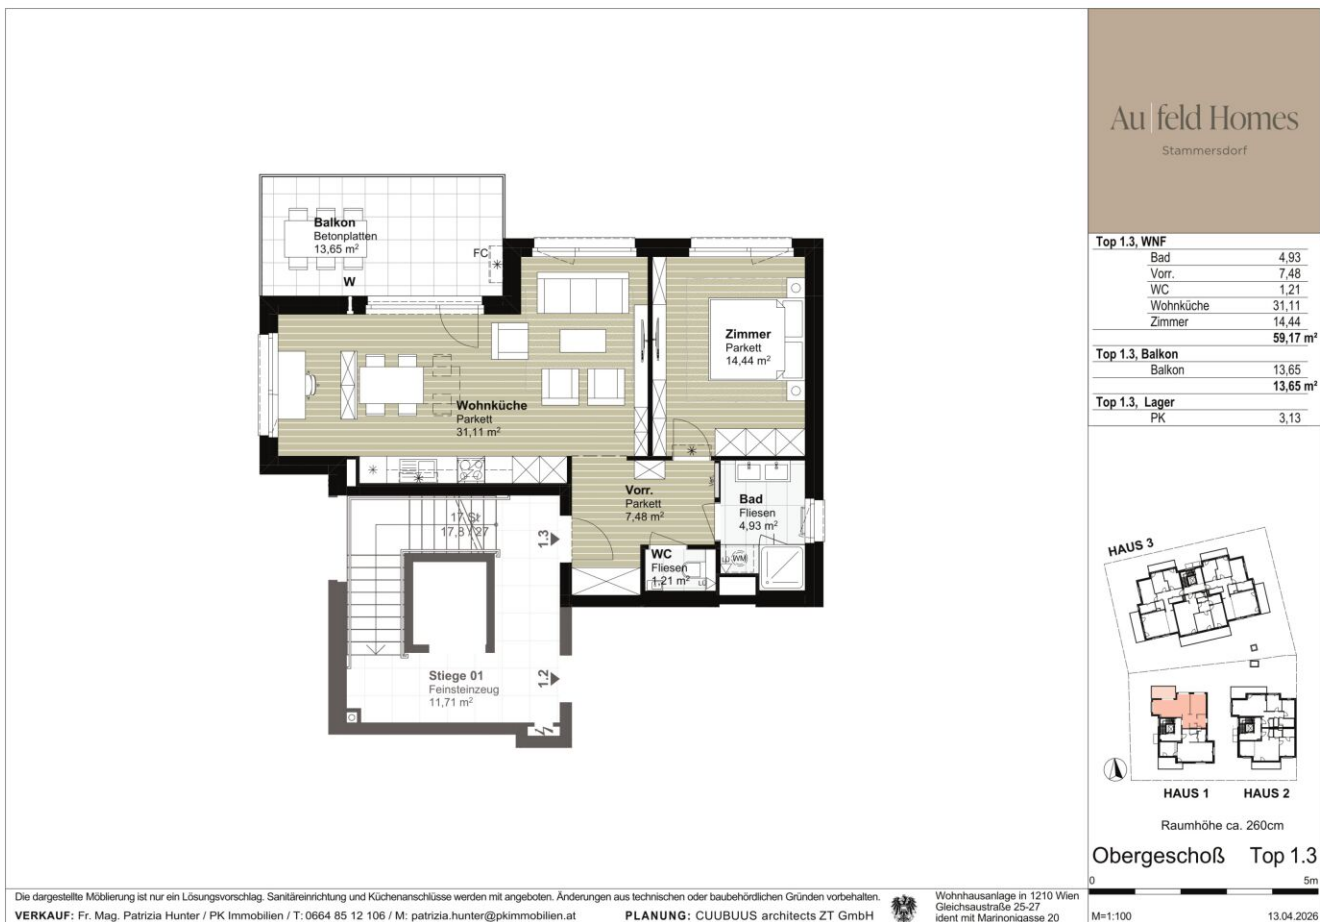 Au|feld Homes
Stammersdorf
Top 1.3, WNF
Bad 4,93
Vorr. 7,48
WC 1,21
Wohnküche 31,11
Zimmer 14,44
59,17 m²
Top 1.3, Balkon
Balkon 13,65
13,65 m²
Top 1.3, Lager
PK 3,13
Balkon
Betonplatten
13,65 m²
FC
W
Zimmer
Parkett
14,44 m²
Wohnküche
Parkett
31,11 m²
Vorr.
Parkett
7,48 m²
Bad
Fliesen
4,93 m²
WM
WC
Fliesen
1,21 m²
17 St
17,8 / 27
1.3
1.2
Stiege 01
Feinsteinzeug
11,71 m²
HAUS 3
HAUS 1 HAUS 2
Raumhöhe ca. 260cm
Obergeschoß Top 1.3
0 5m
M=1:100 13.04.2026
Die dargestellte Möblierung ist nur ein Lösungsvorschlag. Sanitäreinrichtung und Küchenanschlüsse werden mit angeboten. Änderungen aus technischen oder baubehördlichen Gründen vorbehalten.
VERKAUF: Fr. Mag. Patrizia Hunter / PK Immobilien / T: 0664 85 12 106 / M: patrizia.hunter@pkimmobilien.at PLANUNG: CUUBUUS architects ZT GmbH
Wohnhausanlage in 1210 Wien
Gleichsaustraße 25-27
ident mit Marinonigasse 20